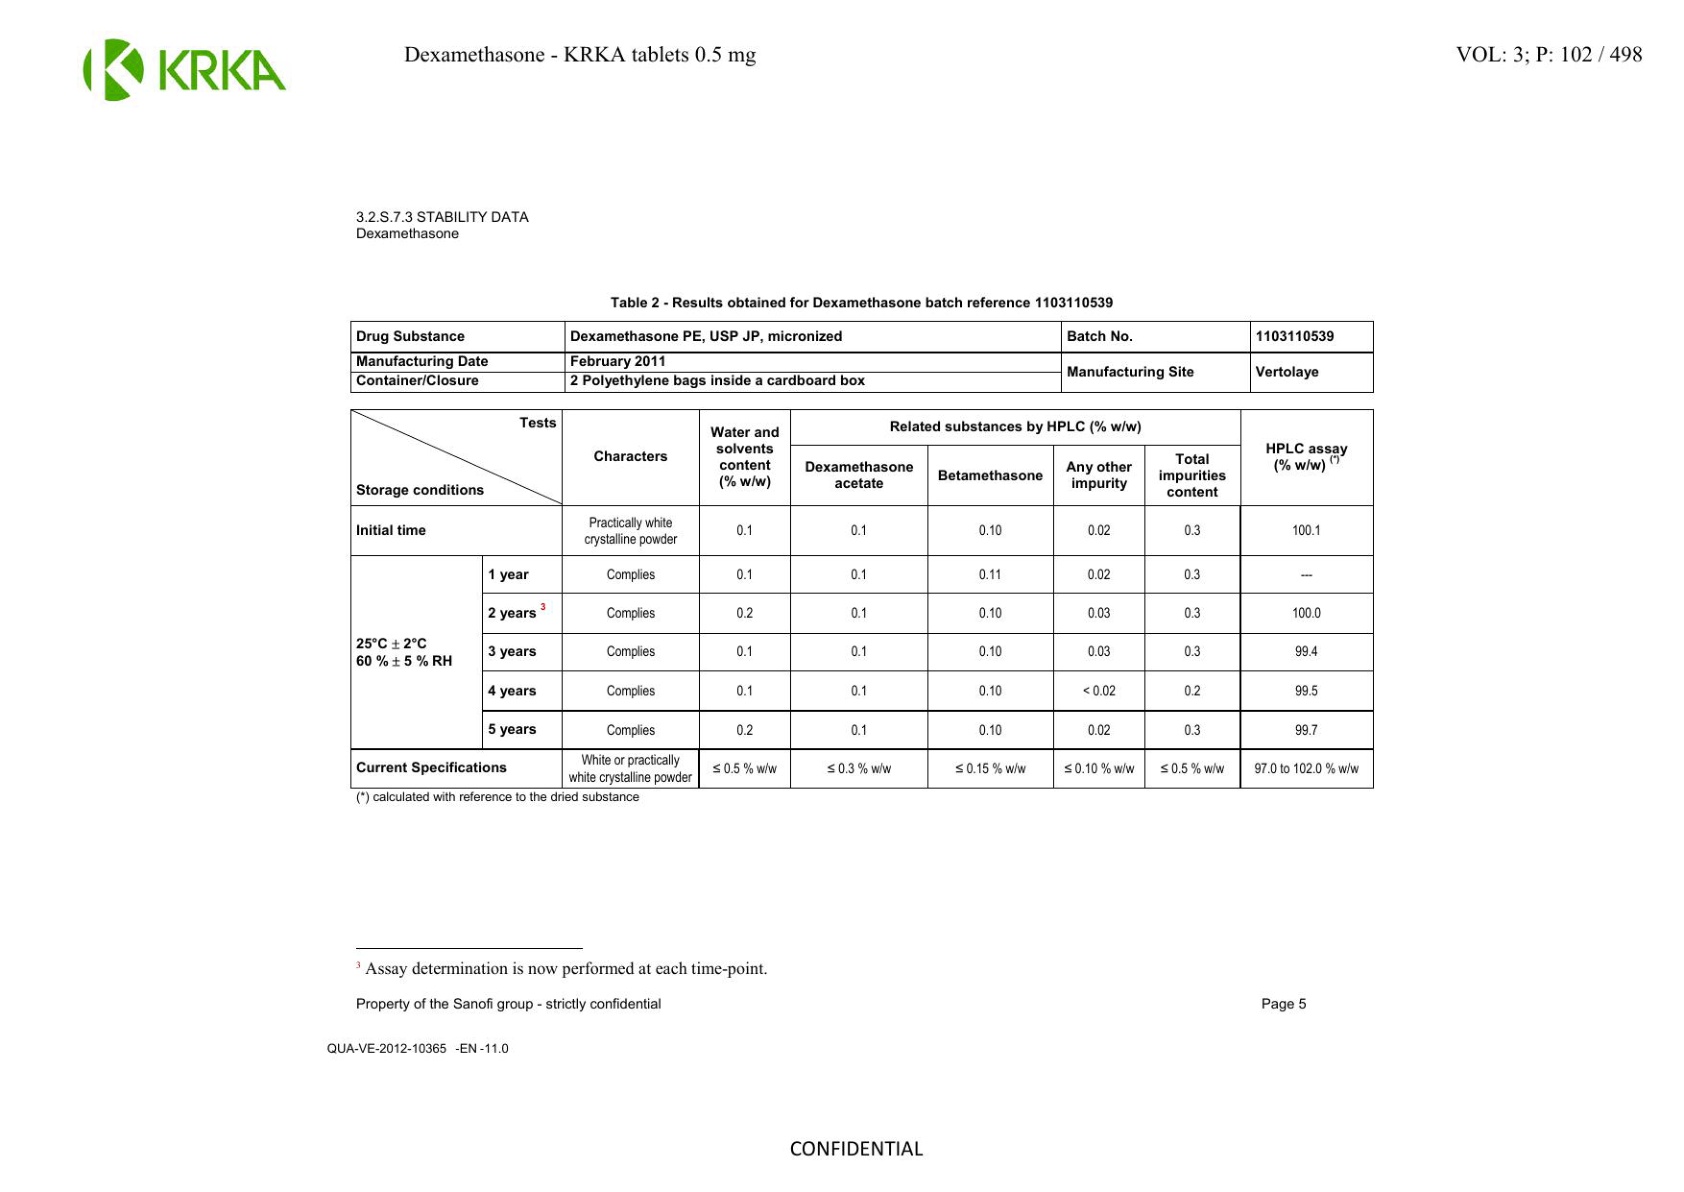 KRKA
Dexamethasone - KRKA tablets 0.5 mg
VOL: 3; P: 102 / 498
3.2.S.7.3 STABILITY DATA
Dexamethasone
Table 2 - Results obtained for Dexamethasone batch reference 1103110539
Drug Substance Dexamethasone PE, USP JP, micronized Batch No. 1103110539
Manufacturing Date February 2011 Manufacturing Site Vertolaye
Container/Closure 2 Polyethylene bags inside a cardboard box
Tests
Storage conditions
Characters
Water and
solvents
content
(% w/w)
Related substances by HPLC (% w/w)
Dexamethasone
acetate
Betamethasone
Any other
impurity
Total
impurities
content
HPLC assay
(% w/w) (*)
Initial time
Practically white
crystalline powder
0.1 0.1 0.10 0.02 0.3 100.1
25°C ± 2°C
60 % ± 5 % RH
1 year Complies 0.1 0.1 0.11 0.02 0.3 ---
2 years 3 Complies 0.2 0.1 0.10 0.03 0.3 100.0
3 years Complies 0.1 0.1 0.10 0.03 0.3 99.4
4 years Complies 0.1 0.1 0.10 < 0.02 0.2 99.5
5 years Complies 0.2 0.1 0.10 0.02 0.3 99.7
Current Specifications
White or practically
white crystalline powder
≤ 0.5 % w/w ≤ 0.3 % w/w ≤ 0.15 % w/w ≤ 0.10 % w/w ≤ 0.5 % w/w 97.0 to 102.0 % w/w
(*) calculated with reference to the dried substance
3 Assay determination is now performed at each time-point.
Property of the Sanofi group - strictly confidential
Page 5
QUA-VE-2012-10365 -EN -11.0
CONFIDENTIAL